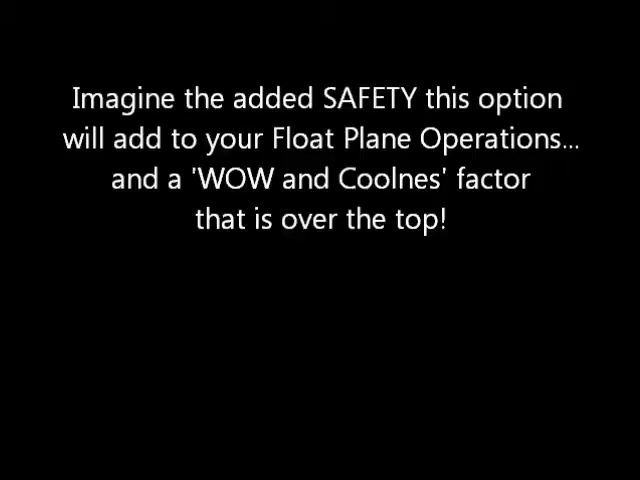 Imagine the added SAFETY this option
will add to your Float Plane Operations...
and a 'WOW and Coolnes' factor
that is over the top!